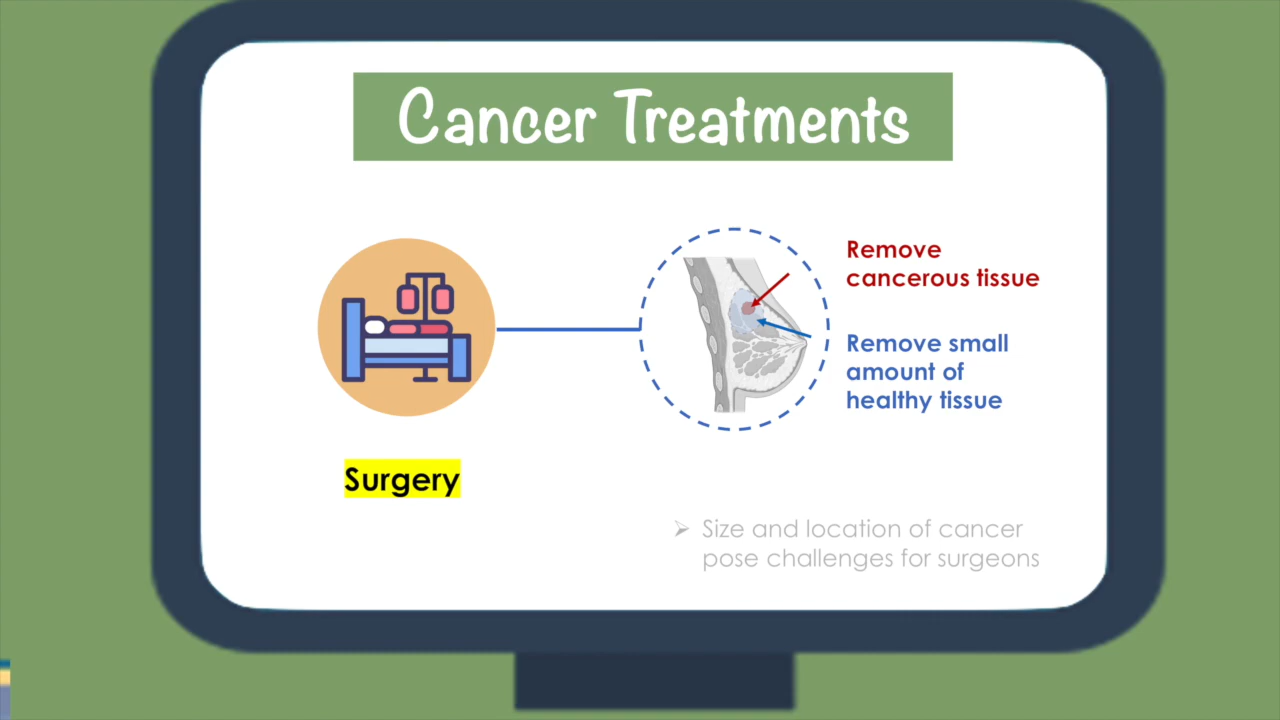 Cancer Treatments
Remove
cancerous tissue
Remove small
amount of
healthy tissue
Surgery
➢ Size and location of cancer
pose challenges for surgeons